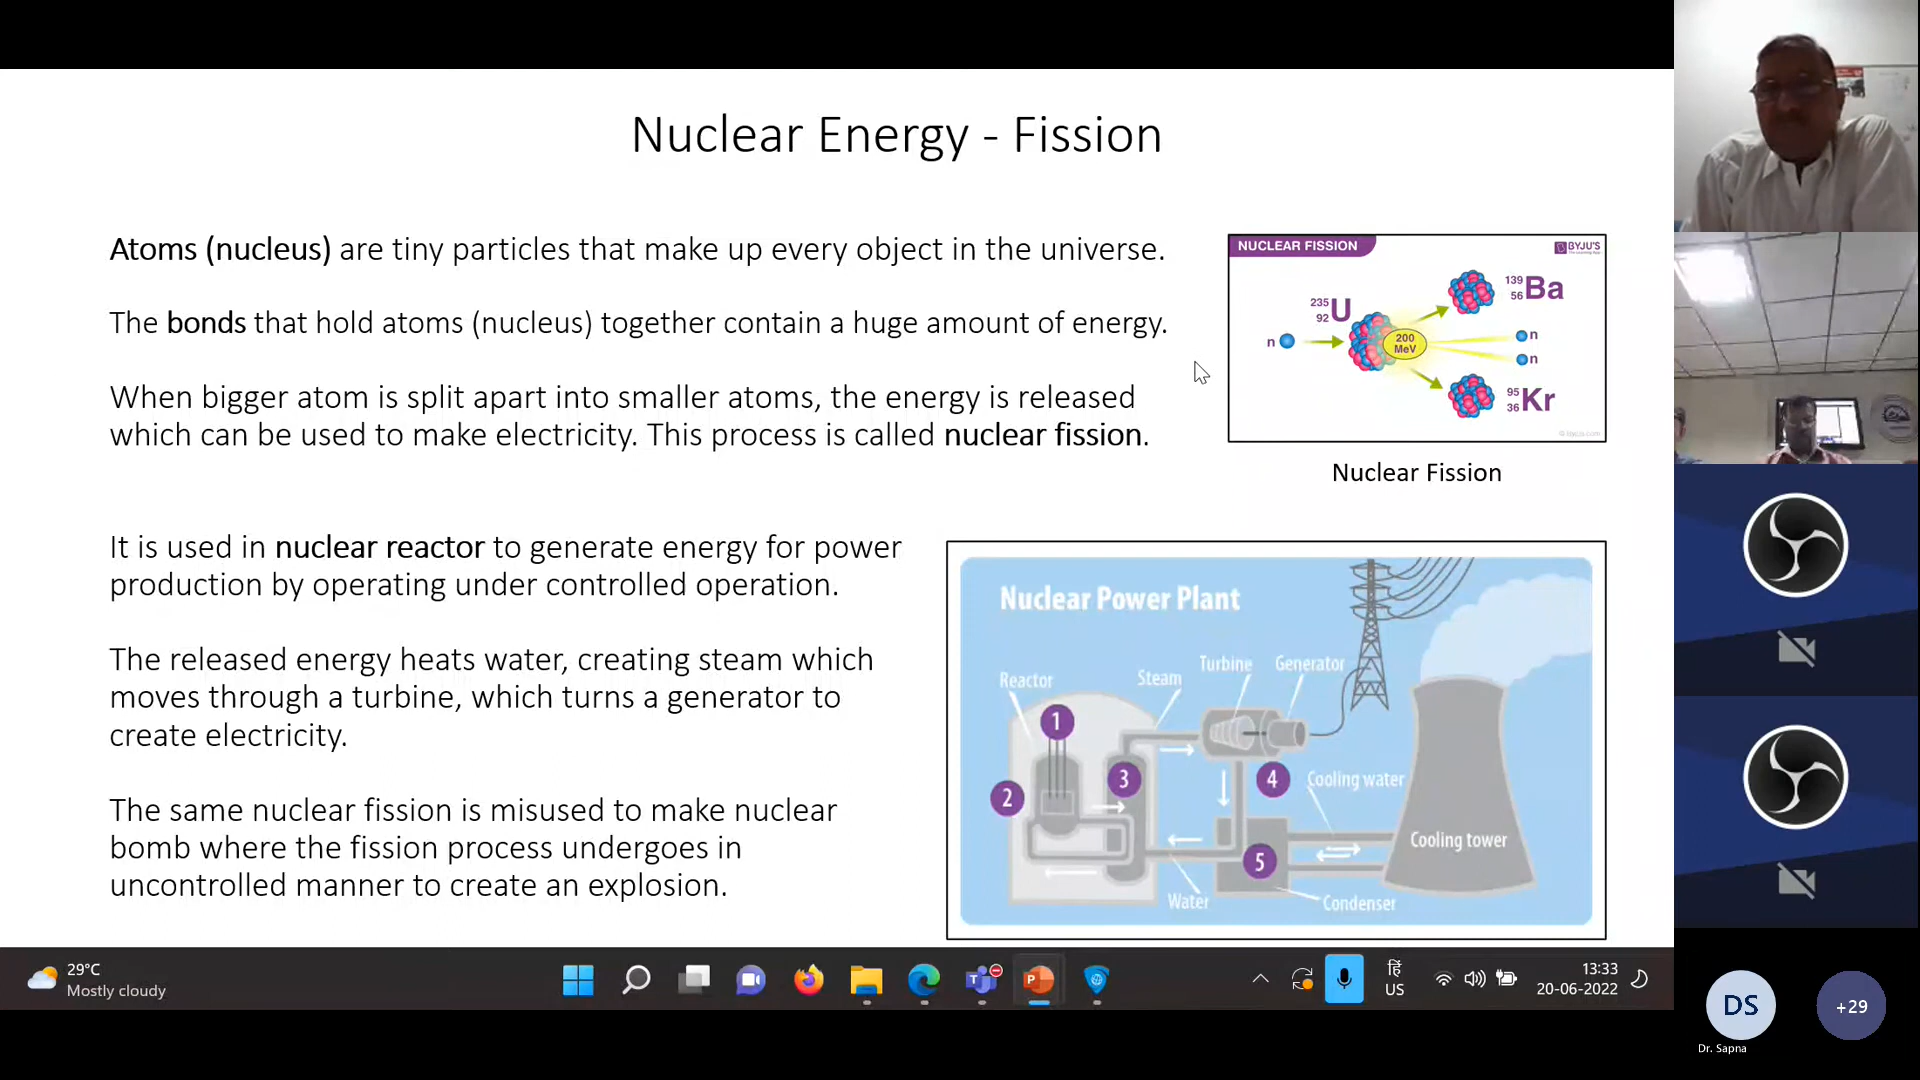 Nuclear Energy - Fission
Atoms (nucleus) are tiny particles that make up every object in the universe.
The bonds that hold atoms (nucleus) together contain a huge amount of energy.
When bigger atom is split apart into smaller atoms, the energy is released
which can be used to make electricity. This process is called nuclear fission.
NUCLEAR FISSION
BYJU'S
The Learning App
139
56 Ba
235
92 U
n
200
MeV
n
n
95
36 Kr
© Byjus.com
Nuclear Fission
It is used in nuclear reactor to generate energy for power
production by operating under controlled operation.
The released energy heats water, creating steam which
moves through a turbine, which turns a generator to
create electricity.
The same nuclear fission is misused to make nuclear
bomb where the fission process undergoes in
uncontrolled manner to create an explosion.
Nuclear Power Plant
Reactor
Steam
Turbine
Generator
1
2
3
4
Cooling water
5
Cooling tower
Water
Condenser
29°C
Mostly cloudy
हिं
US
13:33
20-06-2022
DS
Dr. Sapna
+29